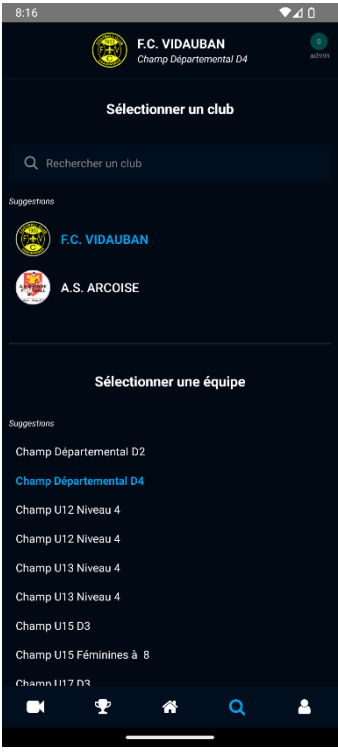 8:16
F.C. VIDAUBAN
Champ Départemental D4
S
admin
Sélectionner un club
Rechercher un club
Suggestions
F.C. VIDAUBAN
A.S. ARCOISE
Sélectionner une équipe
Suggestions
Champ Départemental D2
Champ Départemental D4
Champ U12 Niveau 4
Champ U12 Niveau 4
Champ U13 Niveau 4
Champ U13 Niveau 4
Champ U15 D3
Champ U15 Féminines à 8
Champ U17 D3